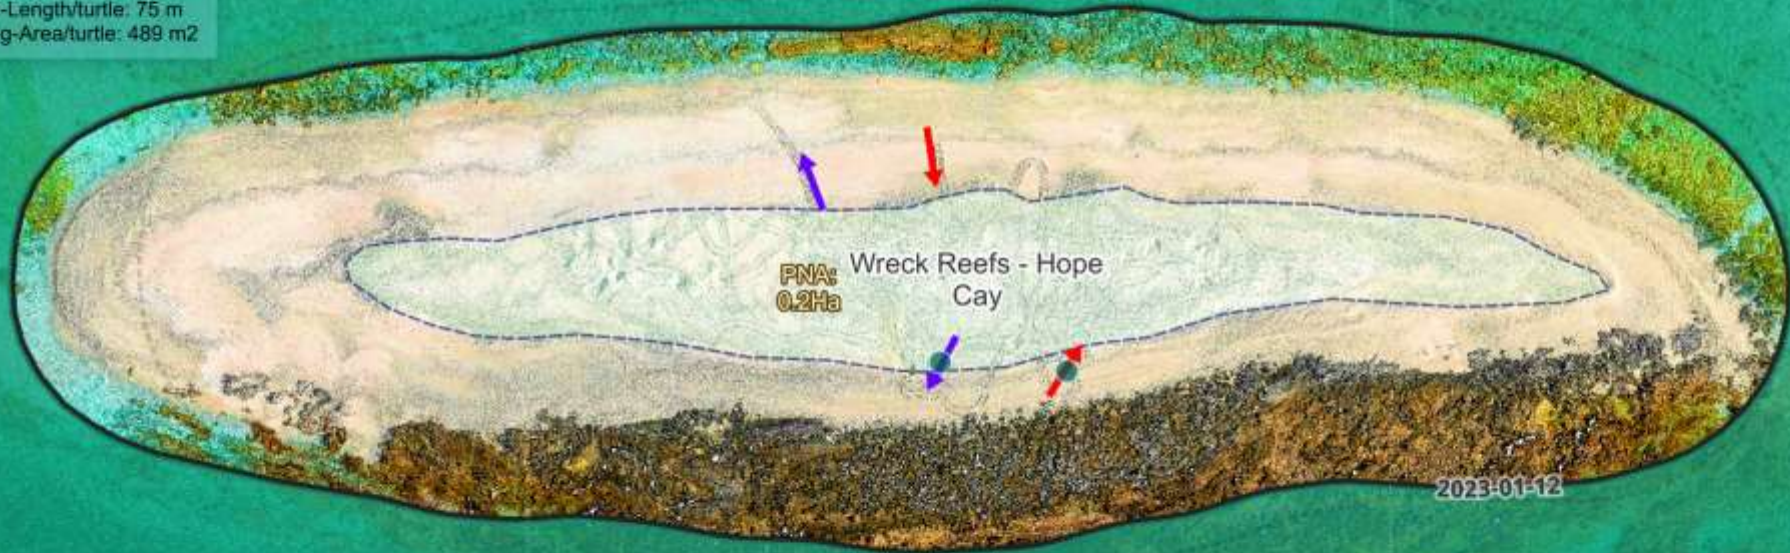 -Length/turtle: 75 m
g-Area/turtle: 489 m2
PNA:
0.2Ha
Wreck Reefs - Hope
Cay
2023-01-12